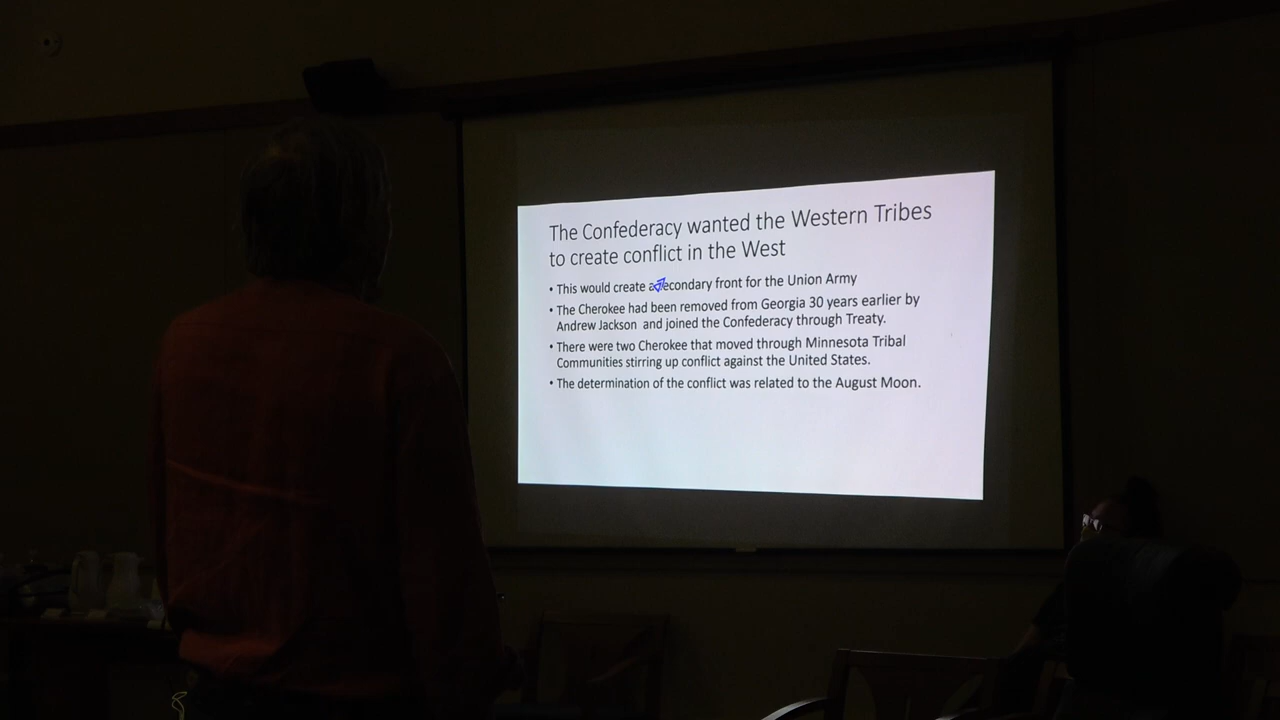 The Confederacy wanted the Western Tribes
to create conflict in the West
• This would create a secondary front for the Union Army
• The Cherokee had been removed from Georgia 30 years earlier by
Andrew Jackson and joined the Confederacy through Treaty.
• There were two Cherokee that moved through Minnesota Tribal
Communities stirring up conflict against the United States.
• The determination of the conflict was related to the August Moon.